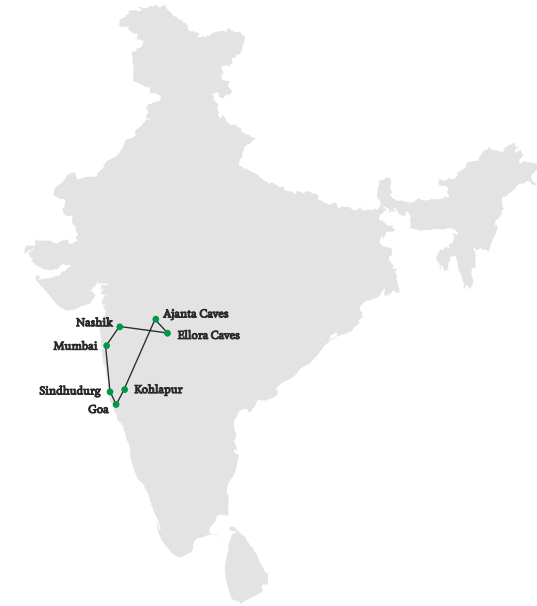 Ajanta Caves
Nashik
Ellora Caves
Mumbai
Kohlapur
Sindhudurg
Goa